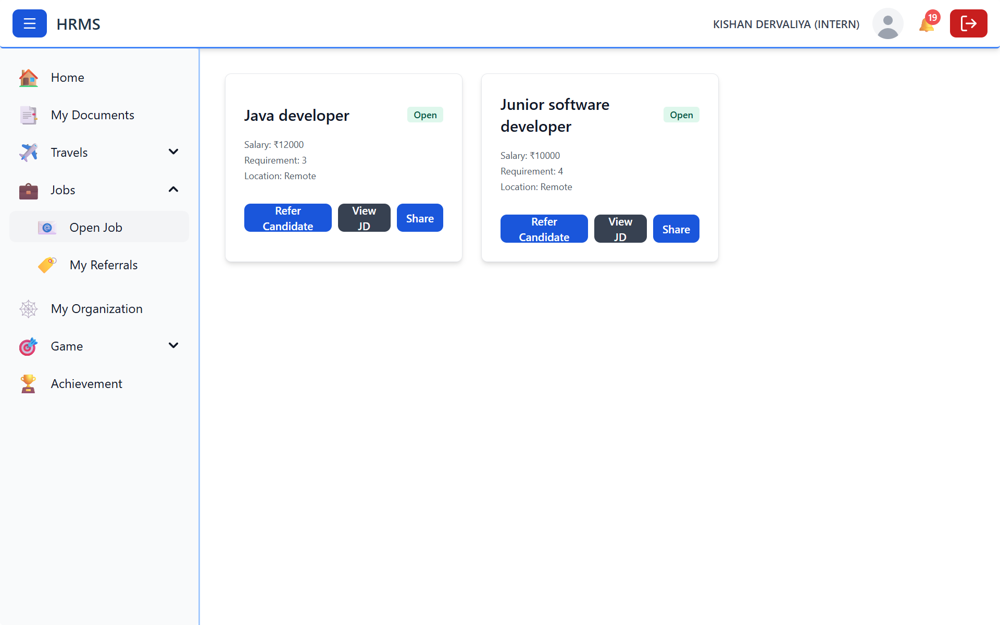 HRMS
KISHAN DERVALIYA (INTERN)
19
Home
My Documents
Travels
Jobs
Open Job
My Referrals
My Organization
Game
Achievement
Java developer
Open
Salary: ₹12000
Requirement: 3
Location: Remote
Refer
Candidate
View
JD
Share
Junior software
developer
Open
Salary: ₹10000
Requirement: 4
Location: Remote
Refer
Candidate
View
JD
Share